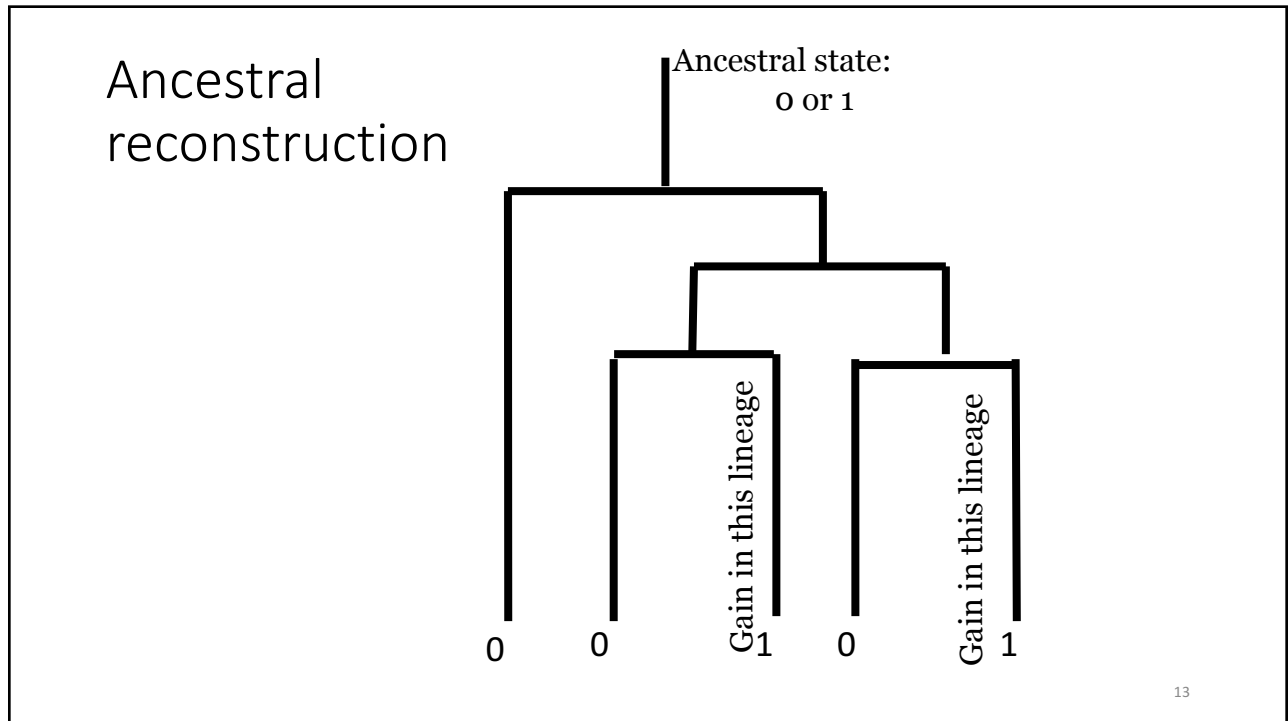 Ancestral
reconstruction
Ancestral state:
0 or 1
Gain in this lineage
Gain in this lineage
0
0
1
0
1
13